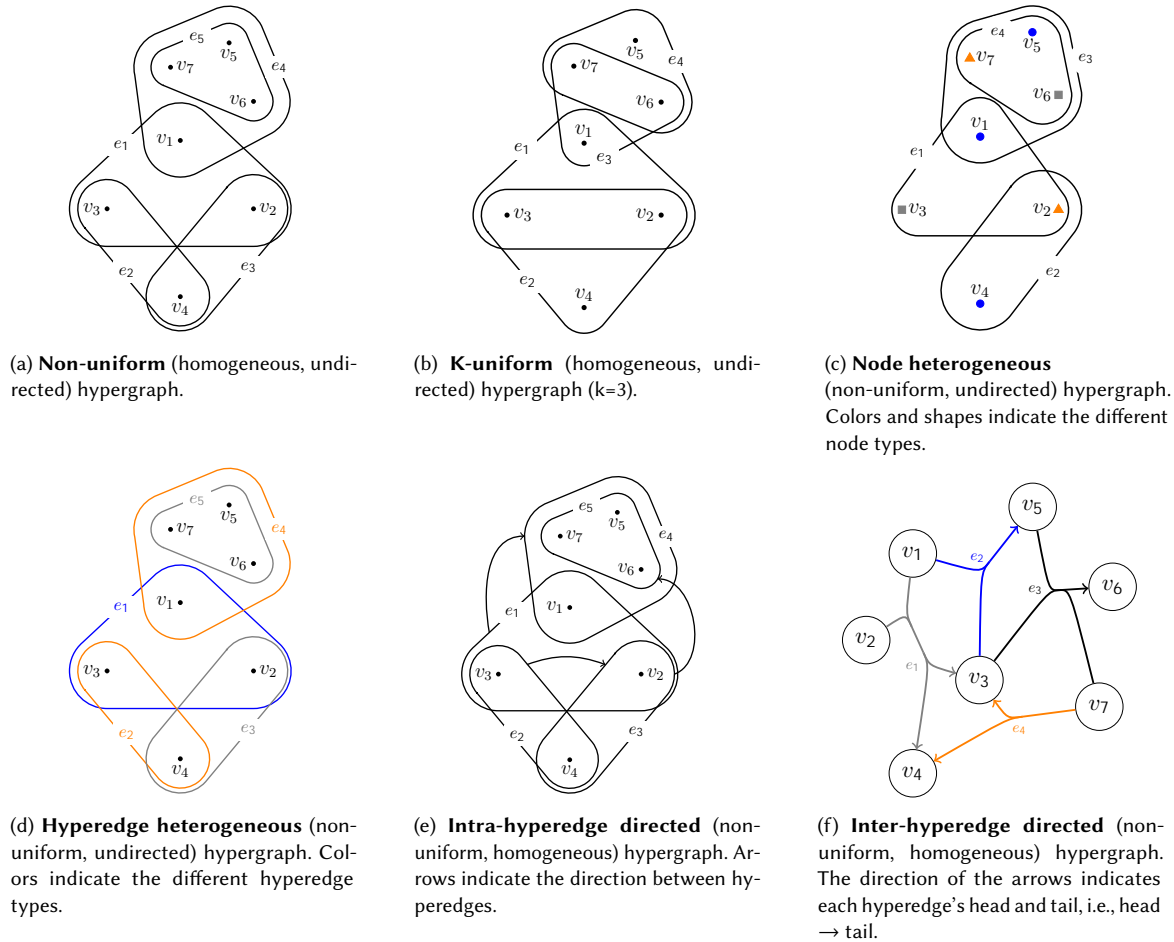 e5
v5
v7
e4
v6
v1
e1
v3
v2
e2
e3
v4
(a) Non-uniform (homogeneous, undi-
rected) hypergraph.
v5
v7
e4
v6
v1
e1
e3
v3
v2
e2
v4
(b) K-uniform (homogeneous, undi-
rected) hypergraph (k=3).
e4
v5
e3
v7
v6
v1
e1
v3
v2
e2
v4
(c) Node heterogeneous
(non-uniform, undirected) hypergraph.
Colors and shapes indicate the different
node types.
e5
v5
v7
e4
v6
v1
e1
v3
v2
e2
e3
v4
(d) Hyperedge heterogeneous (non-
uniform, undirected) hypergraph. Col-
ors indicate the different hyperedge
types.
e5
v5
v7
e4
v6
v1
e1
v3
v2
e2
e3
v4
(e) Intra-hyperedge directed (non-
uniform, homogeneous) hypergraph. Ar-
rows indicate the direction between hy-
peredges.
v5
v1
e2
e3
v6
v2
e1
v3
v7
e4
v4
(f) Inter-hyperedge directed (non-
uniform, homogeneous) hypergraph.
The direction of the arrows indicates
each hyperedge's head and tail, i.e., head
→ tail.